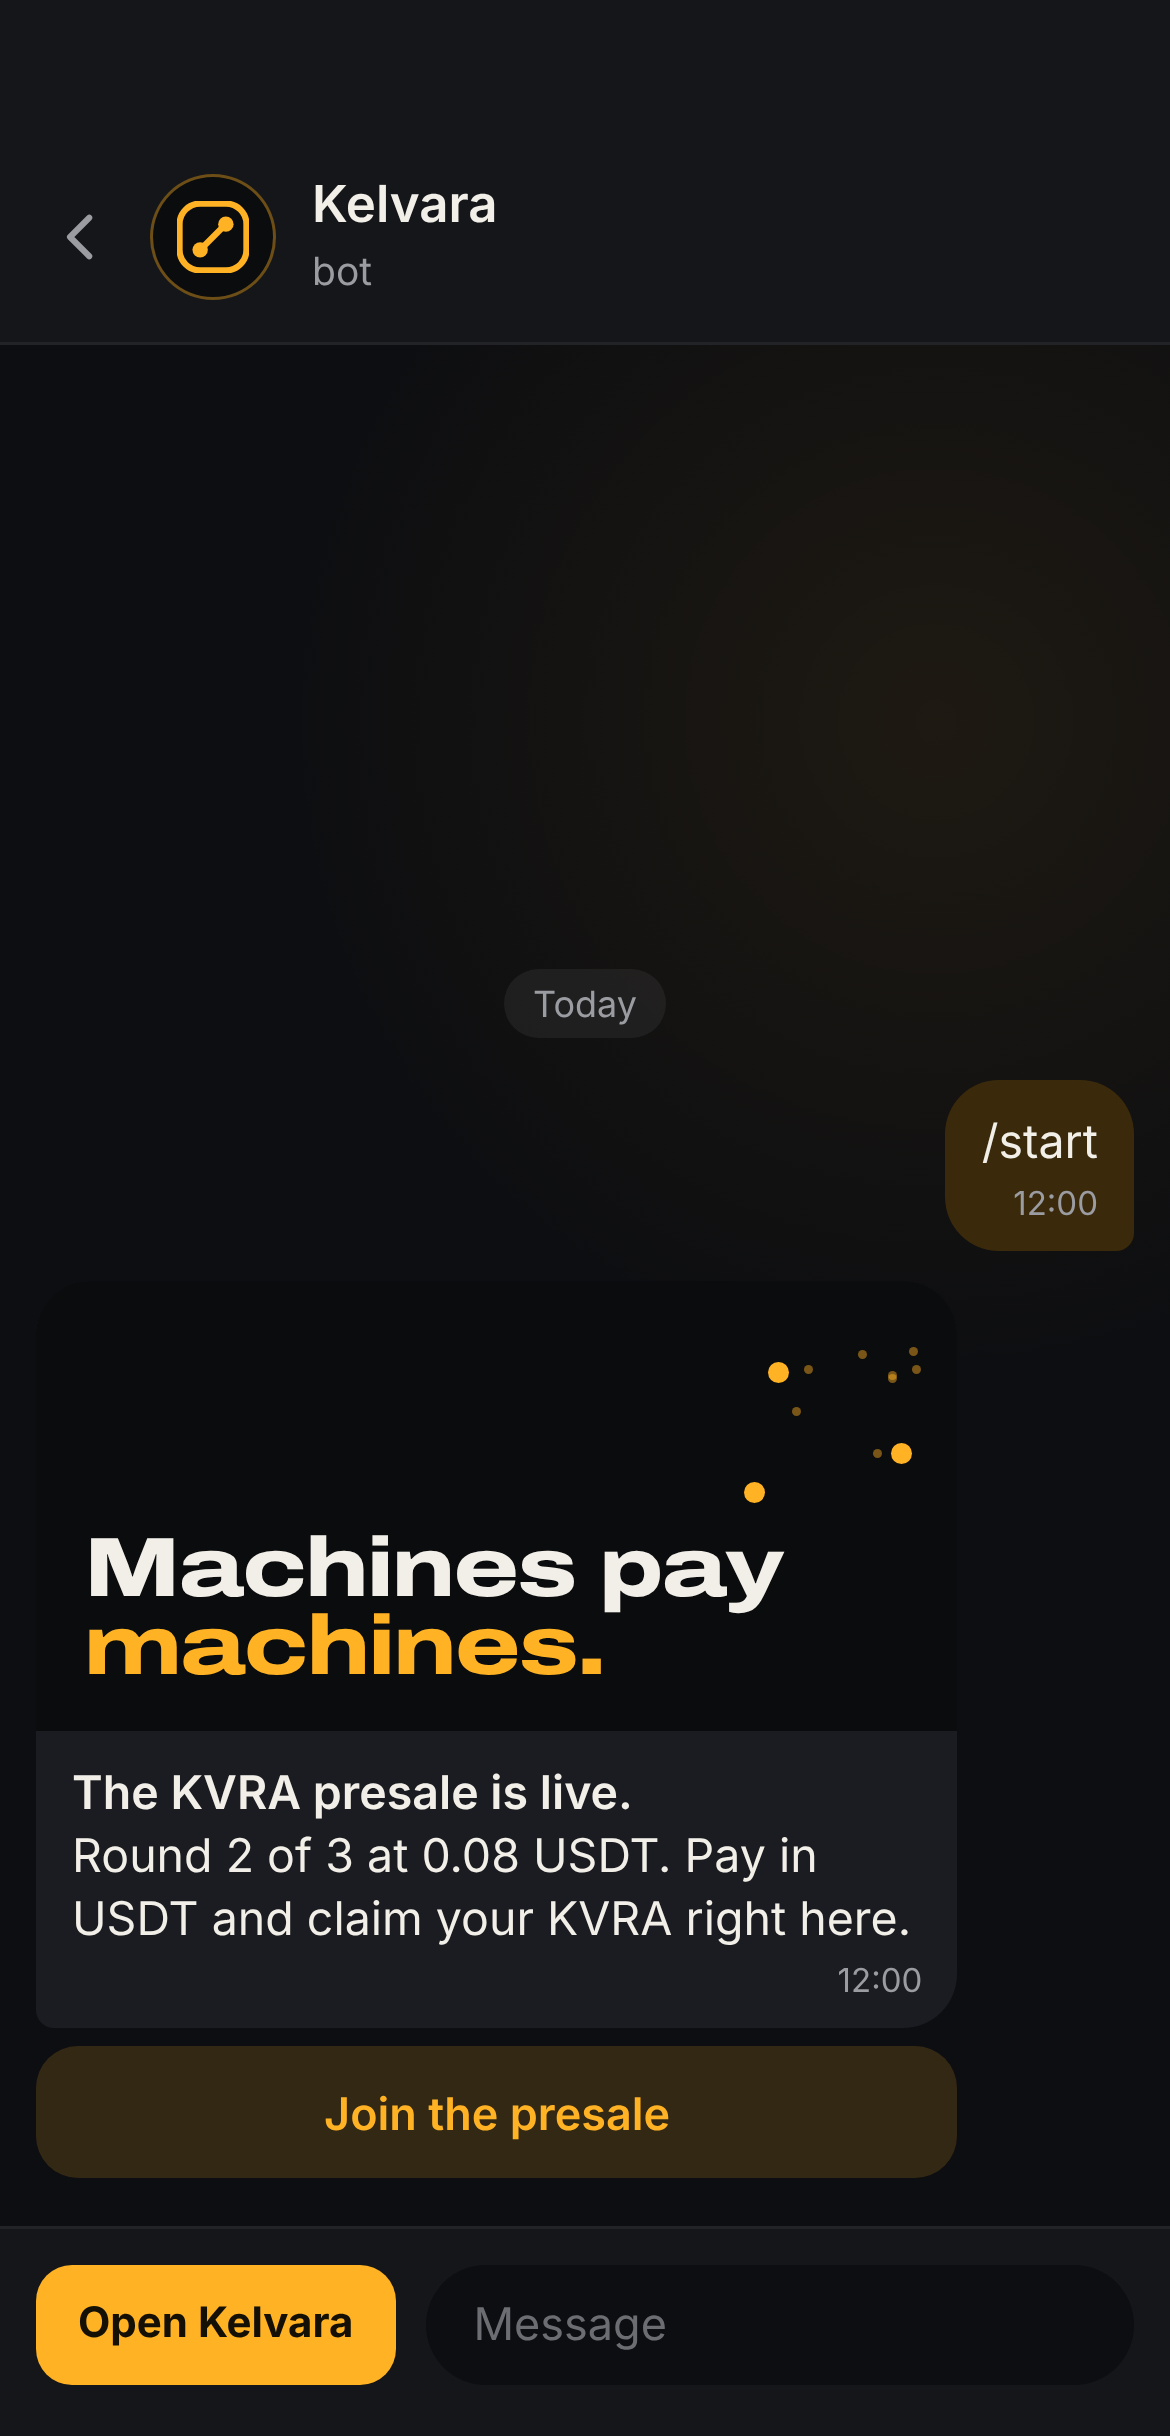 Kelvara
bot
Today
/start
12:00
Machines pay
machines.
The KVRA presale is live.
Round 2 of 3 at 0.08 USDT. Pay in
USDT and claim your KVRA right here.
12:00
Join the presale
Open Kelvara
Message